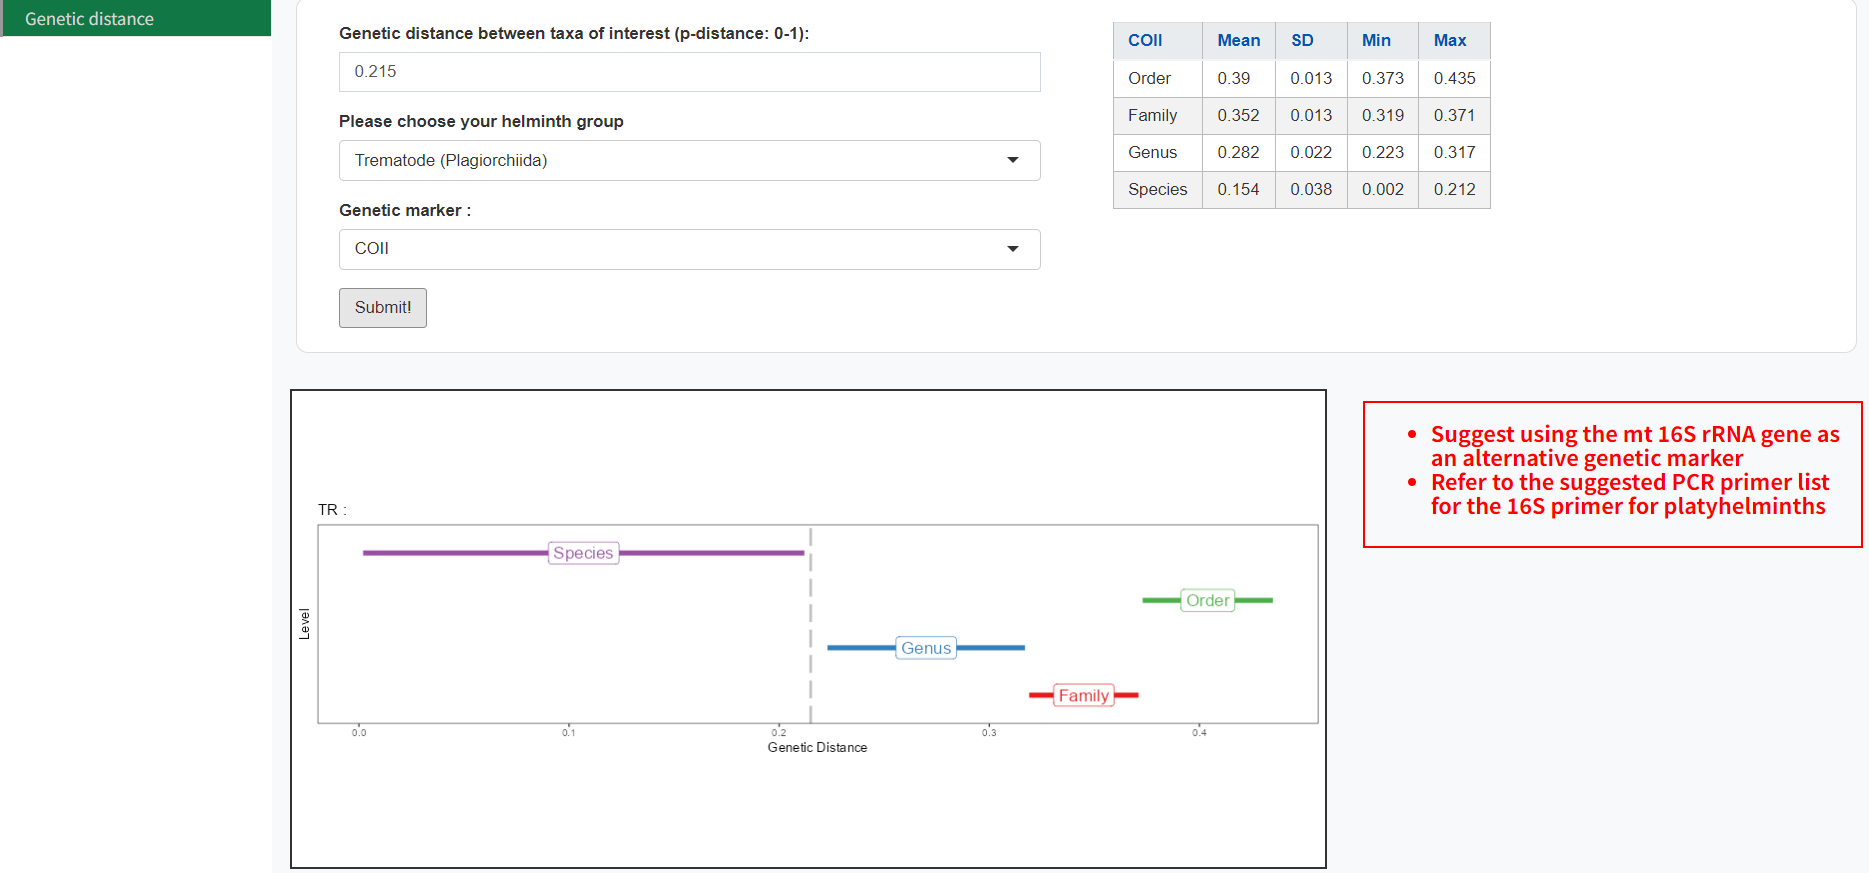 Genetic distance
Genetic distance between taxa of interest (p-distance: 0-1):
0.215
Please choose your helminth group
Trematode (Plagiorchiida)
Genetic marker :
COII
Submit!
COII Mean SD Min Max
Order 0.39 0.013 0.373 0.435
Family 0.352 0.013 0.319 0.371
Genus 0.282 0.022 0.223 0.317
Species 0.154 0.038 0.002 0.212
TR :
Species
Order
Genus
Family
Level
0.0 0.1 0.2 0.3 0.4
Genetic Distance
• Suggest using the mt 16S rRNA gene as
an alternative genetic marker
• Refer to the suggested PCR primer list
for the 16S primer for platyhelminths